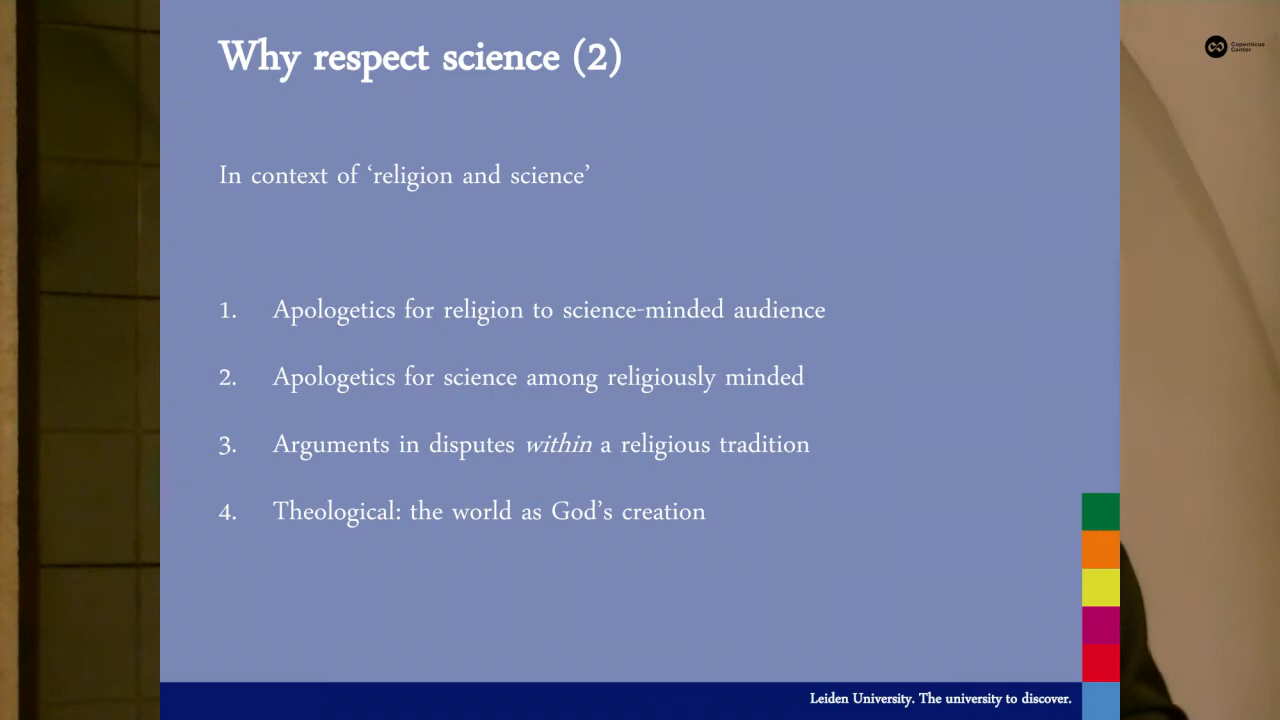 Why respect science (2)
Copernicus
Center
In context of ‘religion and science’
1. Apologetics for religion to science-minded audience
2. Apologetics for science among religiously minded
3. Arguments in disputes within a religious tradition
4. Theological: the world as God’s creation
Leiden University. The university to discover.